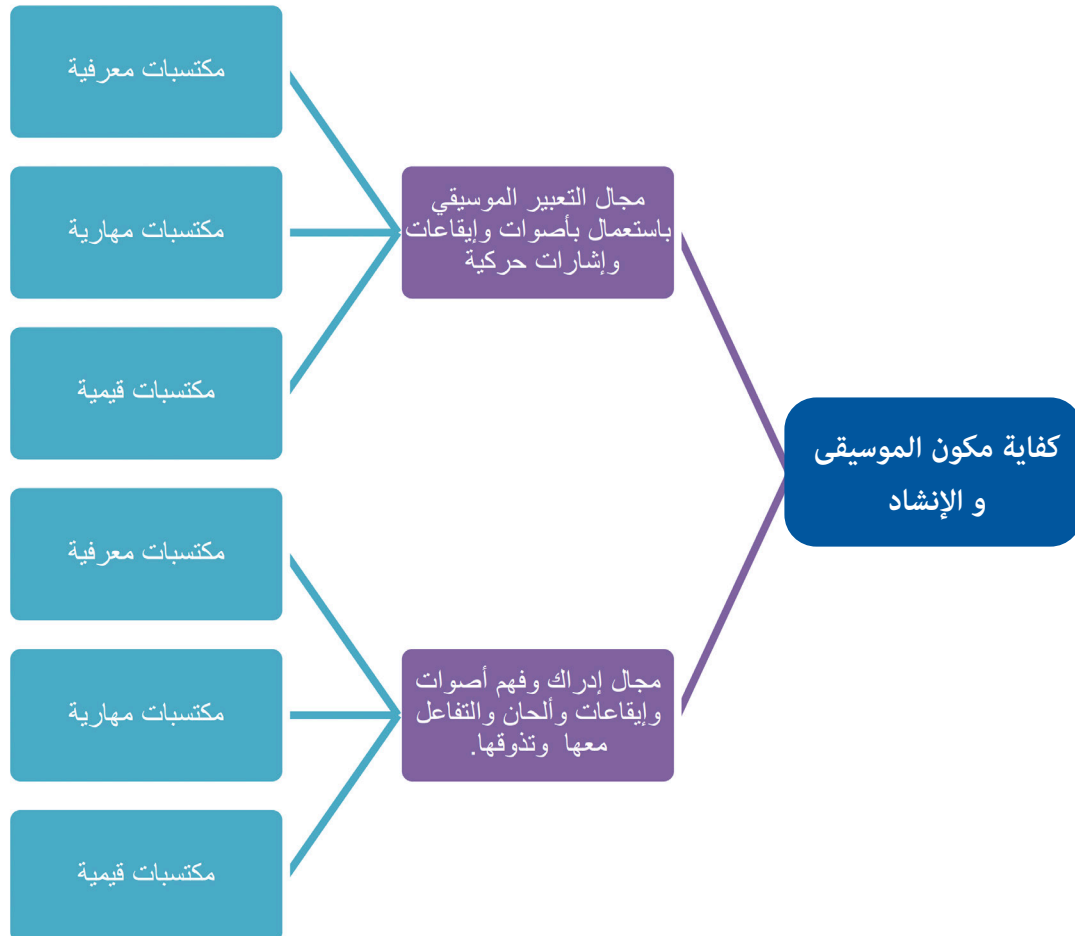 كفاية مكون الموسيقى
و الإنشاد
مجال التعبير الموسيقي
باستعمال بأصوات وإيقاعات
وإشارات حركية
مكتسبات معرفية
مكتسبات مهارية
مكتسبات قيمية
مجال إدراك وفهم أصوات
وإيقاعات وألحان والتفاعل
معها وتذوقها.
مكتسبات معرفية
مكتسبات مهارية
مكتسبات قيمية